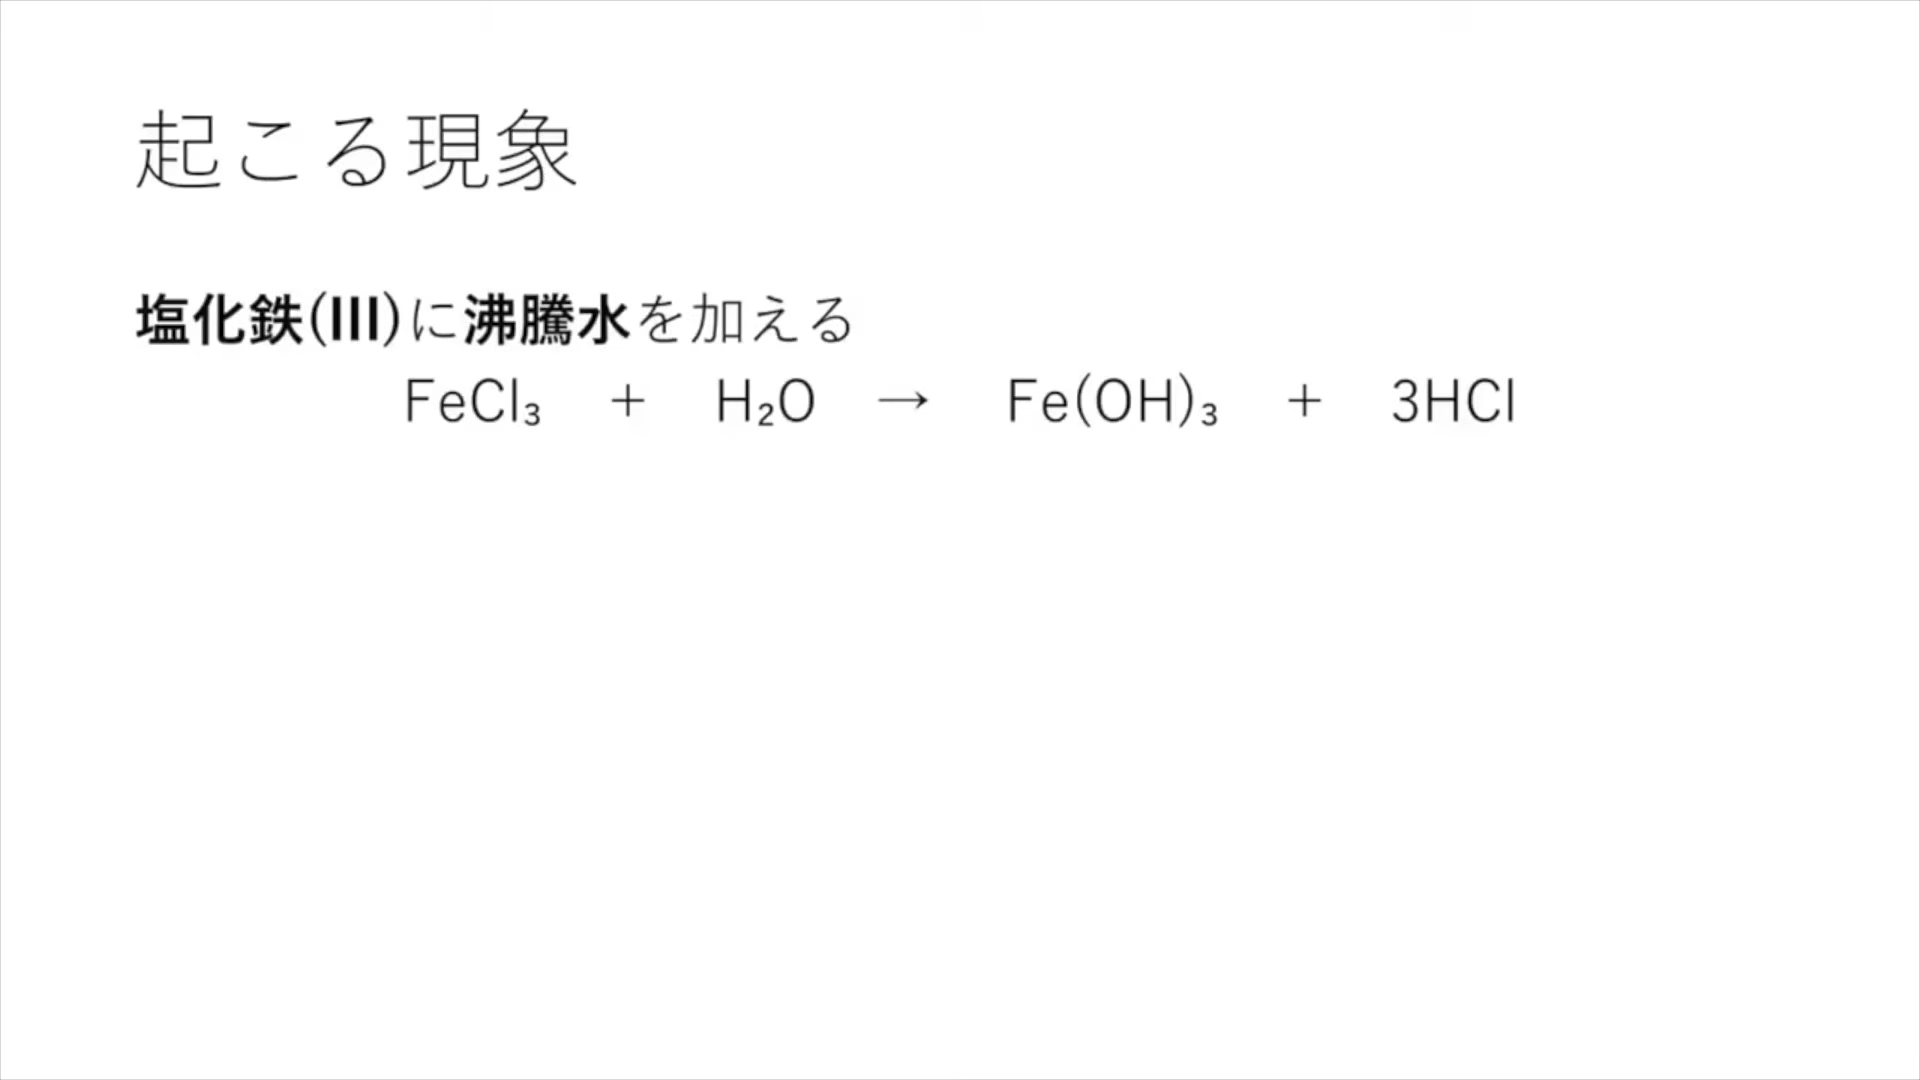 起こる現象
塩化鉄(III)に沸騰水を加える
FeCl₃ + H₂O → Fe(OH)₃ + 3HCl